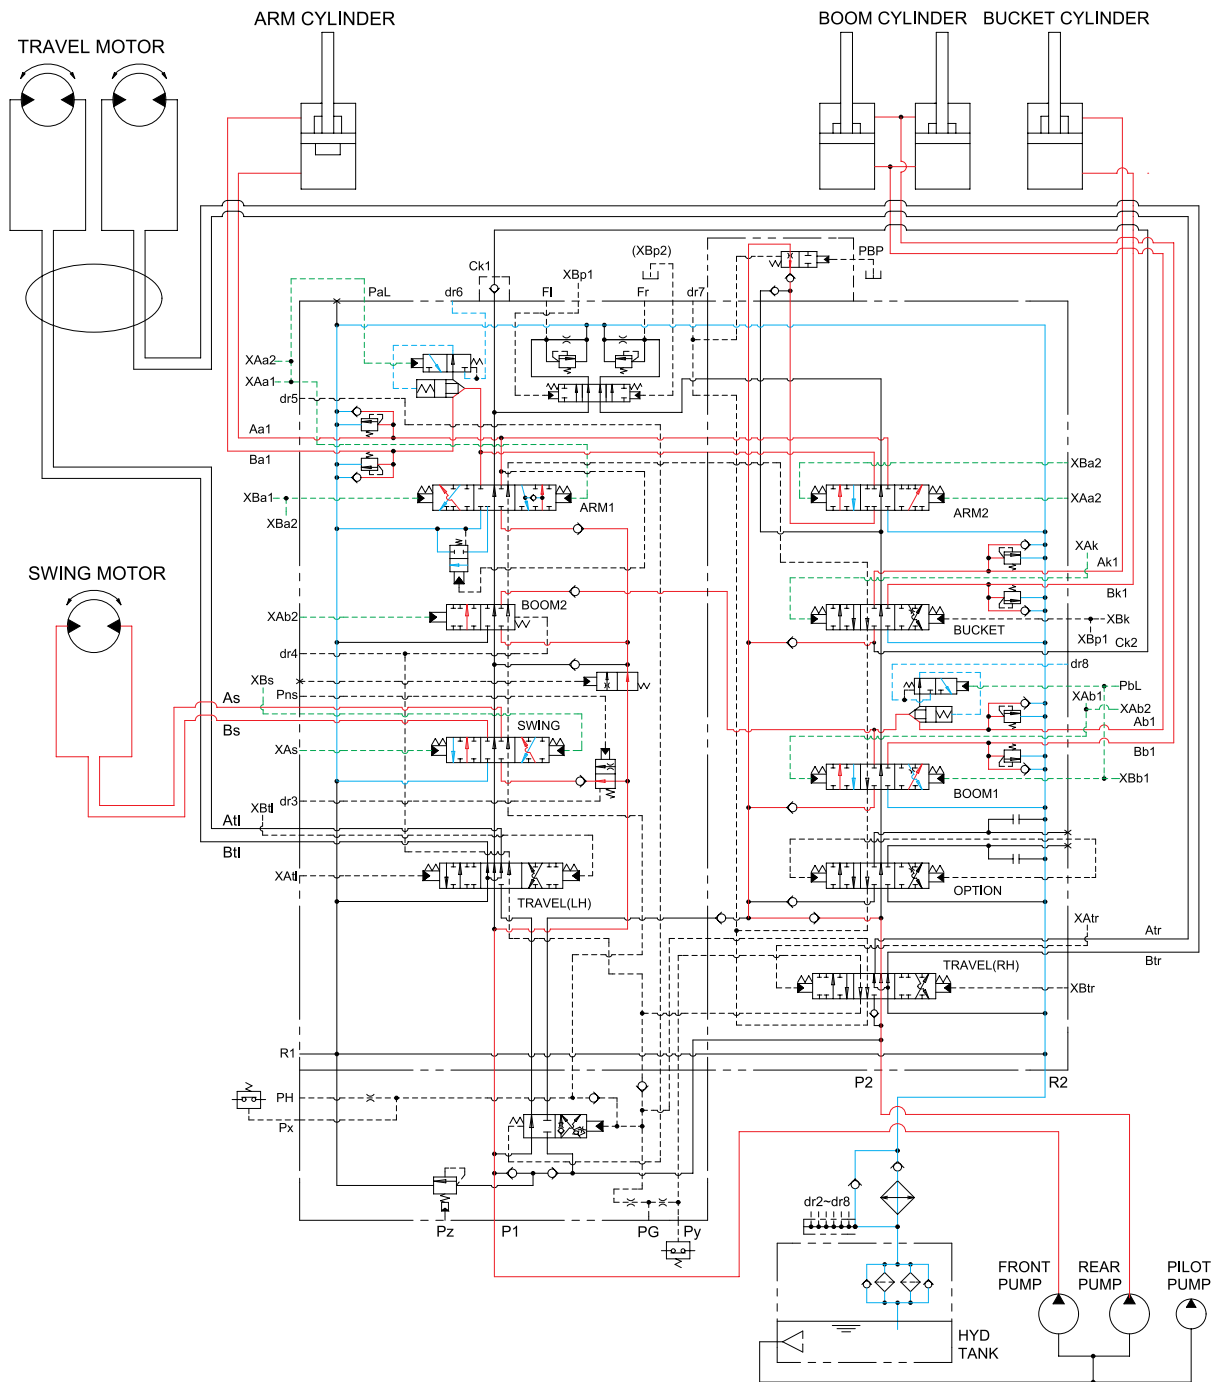 ARM CYLINDER
BOOM CYLINDER
BUCKET CYLINDER
TRAVEL MOTOR
(XBp2)
PBP
Ck1
XBp1
PaL
dr6
Fl
Fr
dr7
XAa2
XAa1
dr5
Aa1
Ba1
XBa2
XBa1
XBa2
ARM1
ARM2
XAa2
XAk
Ak1
SWING MOTOR
Bk1
BOOM2
XAb2
BUCKET
XBk
XBp1
Ck2
dr4
dr8
XBs
Pns
PbL
As
XAb1
XAb2
Bs
SWING
Ab1
XAs
Bb1
XBb1
dr3
BOOM1
XBtl
Atl
Btl
XAtl
OPTION
TRAVEL(LH)
XAtr
Atr
TRAVEL(RH)
Btr
XBtr
R1
P2
R2
PH
Px
dr2~dr8
Pz
P1
PG
Py
FRONT
PUMP
REAR
PUMP
PILOT
PUMP
HYD
TANK